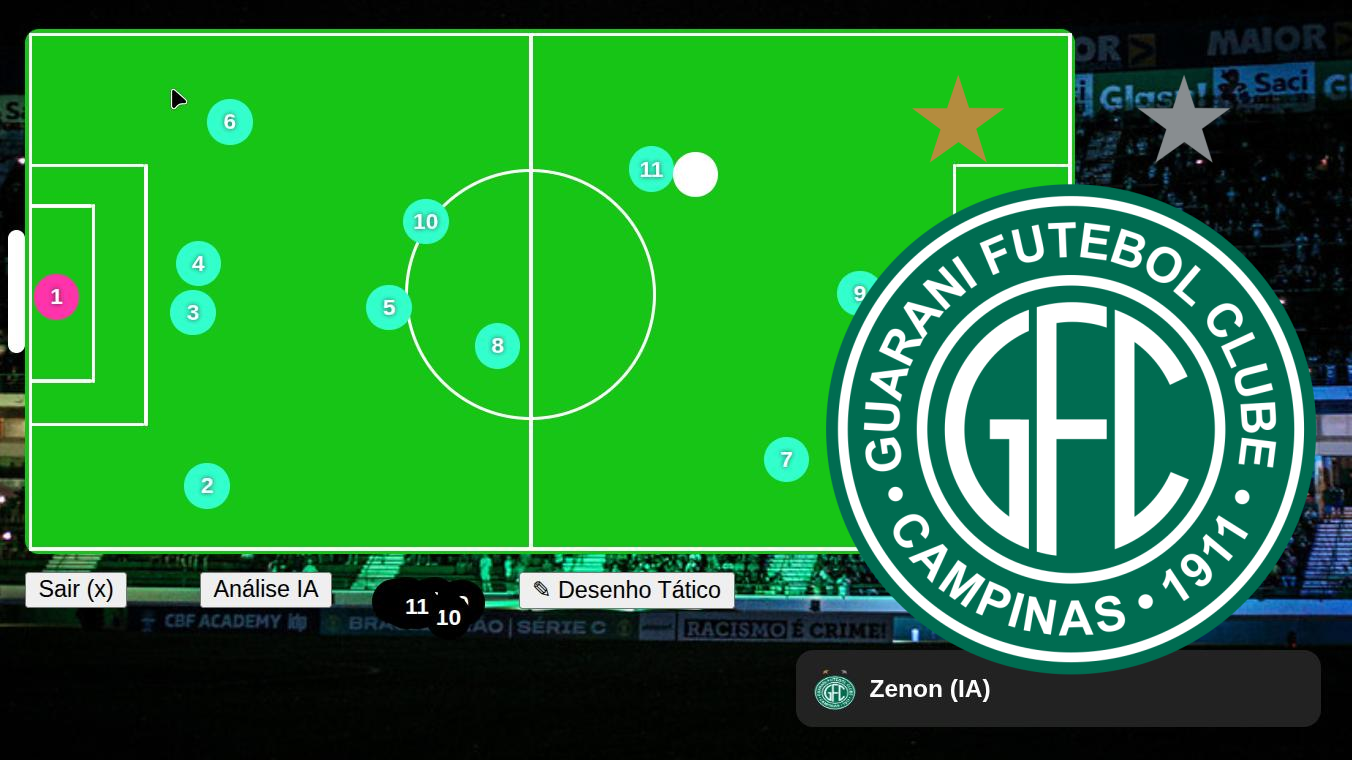 MAIOR
Saci
6
11
10
4
1
3
5
8
9
7
2
GUARANI FUTEBOL CLUBE
GFC
• CAMPINAS • 1911 •
Sair (x)
Análise IA
11
10
✎ Desenho Tático
CBF ACADEMY
SÉRIE C
RACISMO É CRIME!
Zenon (IA)